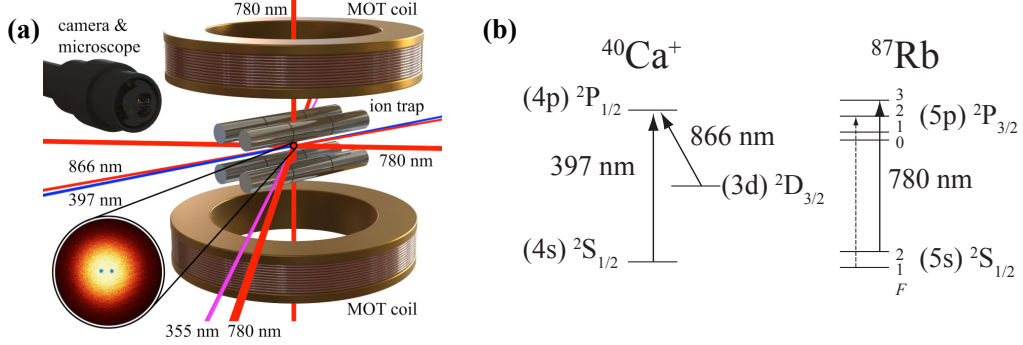 (a)
780 nm
MOT coil
camera &
microscope
ion trap
866 nm
397 nm
780 nm
355 nm 780 nm
MOT coil
(b)
⁴⁰Ca⁺
(4p) ²P₁/₂
397 nm
866 nm
(3d) ²D₃/₂
(4s) ²S₁/₂
⁸⁷Rb
3
2
1
0
(5p) ²P₃/₂
780 nm
2
1
F
(5s) ²S₁/₂